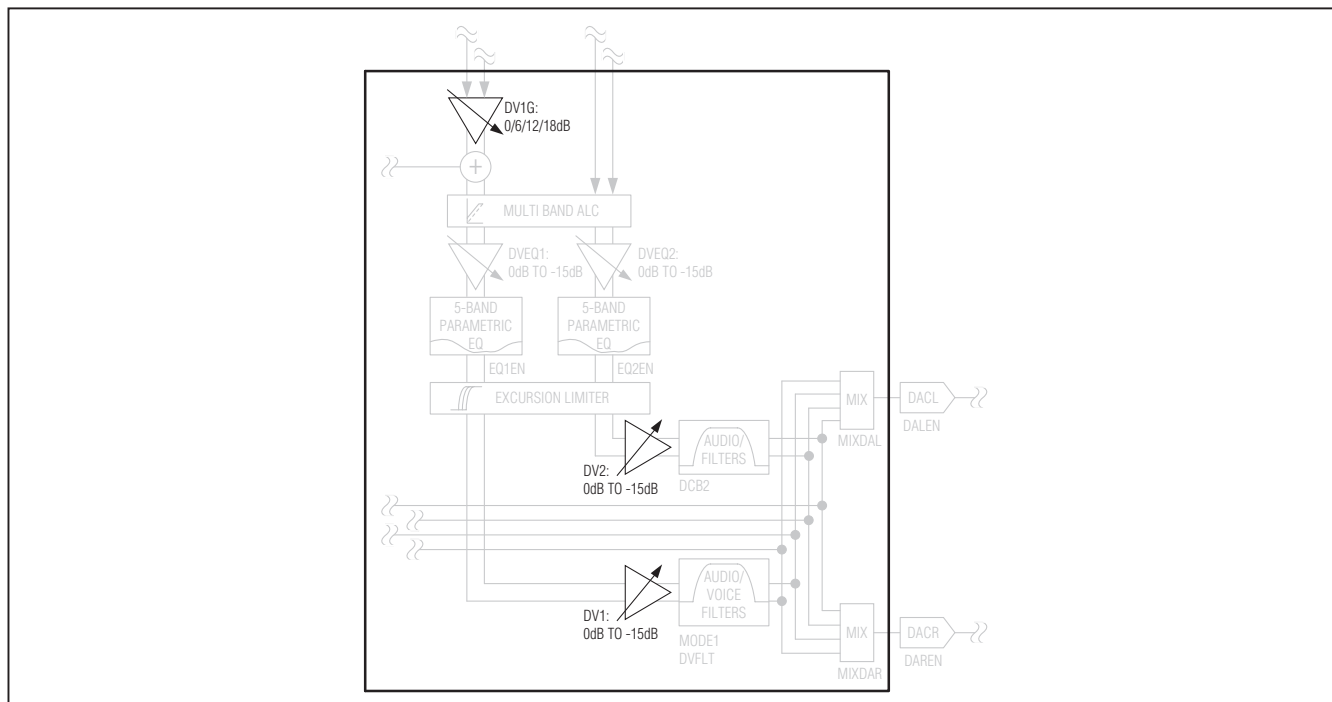 DV1G:
0/6/12/18dB
+
MULTI BAND ALC
DVEQ1:
0dB TO -15dB
DVEQ2:
0dB TO -15dB
5-BAND
PARAMETRIC
EQ
5-BAND
PARAMETRIC
EQ
EQ1EN
EQ2EN
EXCURSION LIMITER
MIX
DACL
DALEN
MIXDAL
AUDIO/
FILTERS
DV2:
0dB TO -15dB
DCB2
AUDIO/
VOICE
FILTERS
DV1:
0dB TO -15dB
MODE1
DVFLT
MIX
DACR
DAREN
MIXDAR